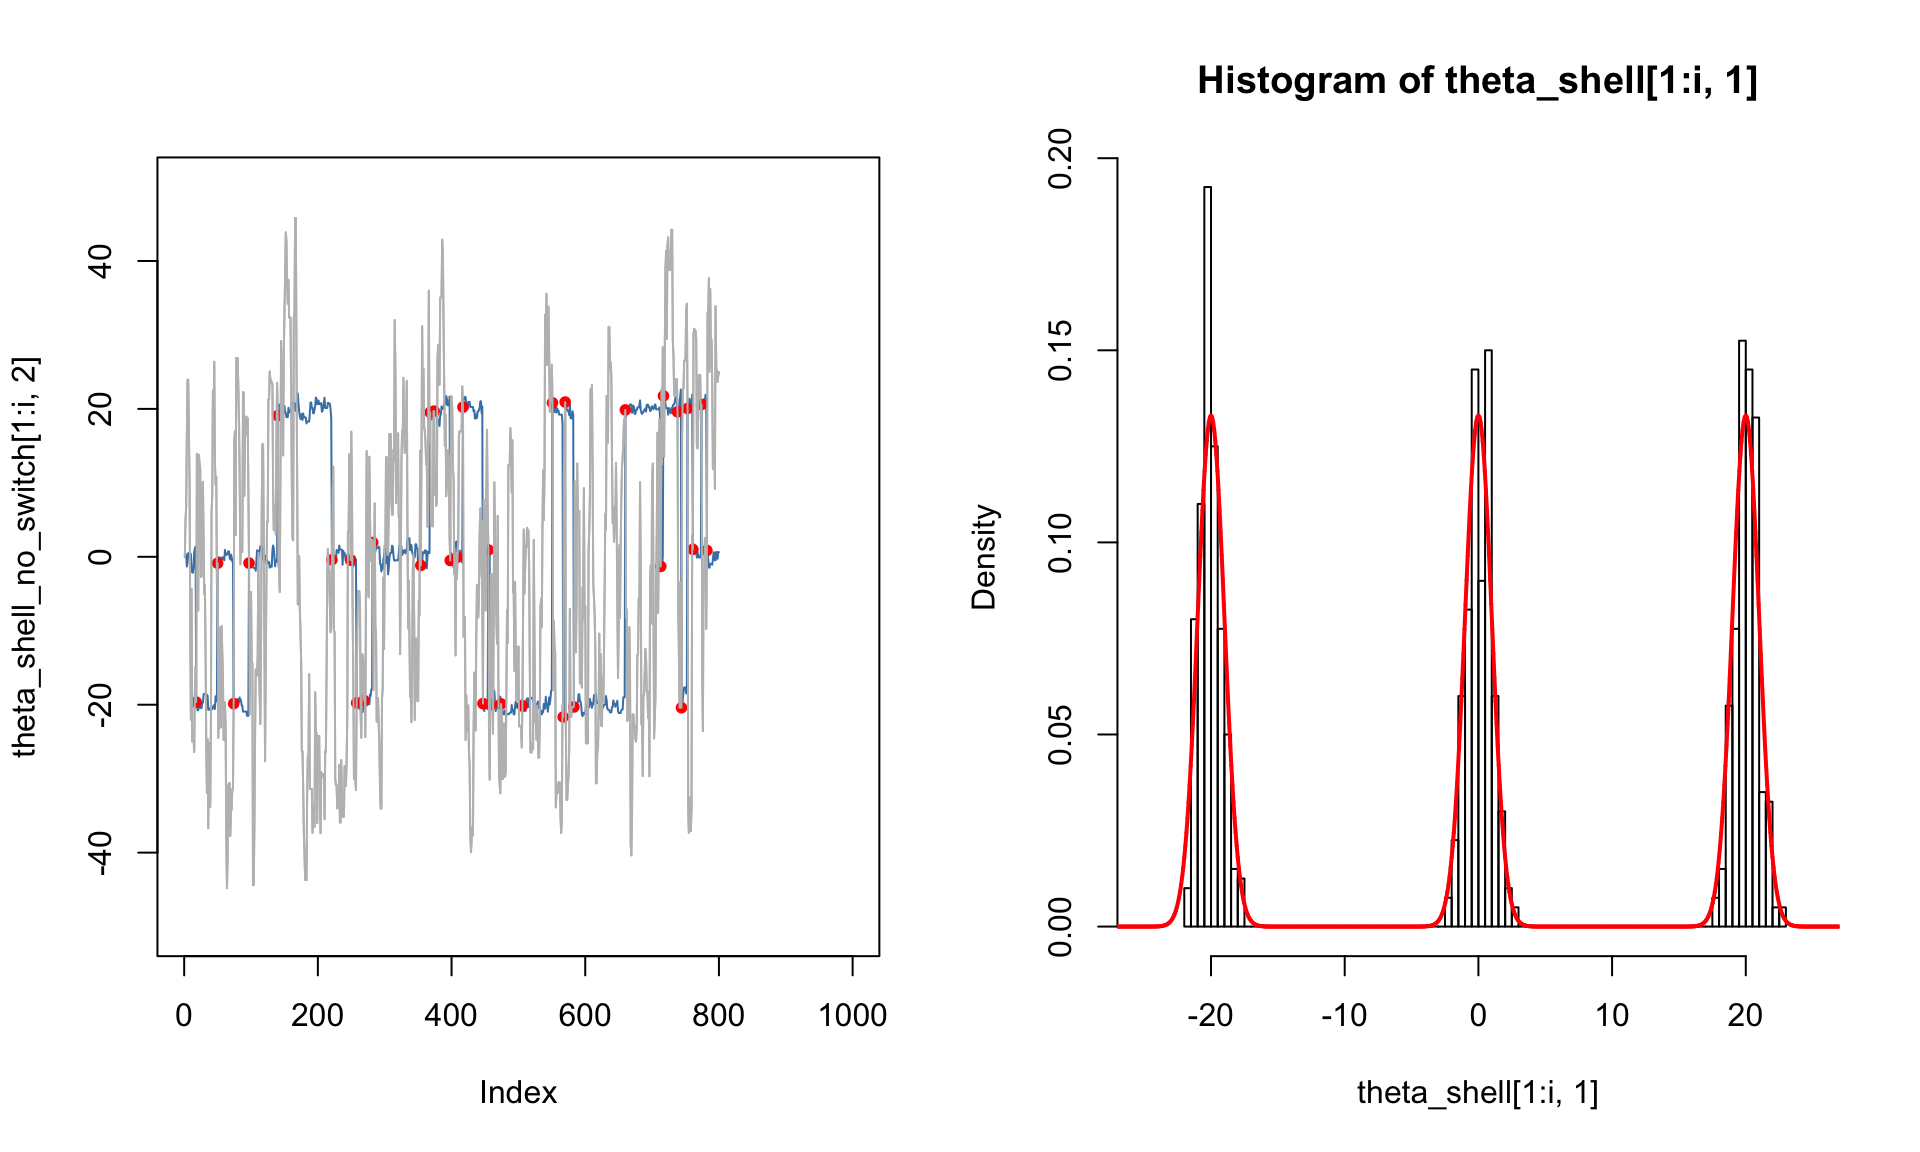 theta_shell_no_switch[1:i, 2]
40
20
0
-20
-40
0 200 400 600 800 1000
Index
Histogram of theta_shell[1:i, 1]
Density
0.20
0.15
0.10
0.05
0.00
-20 -10 0 10 20
theta_shell[1:i, 1]